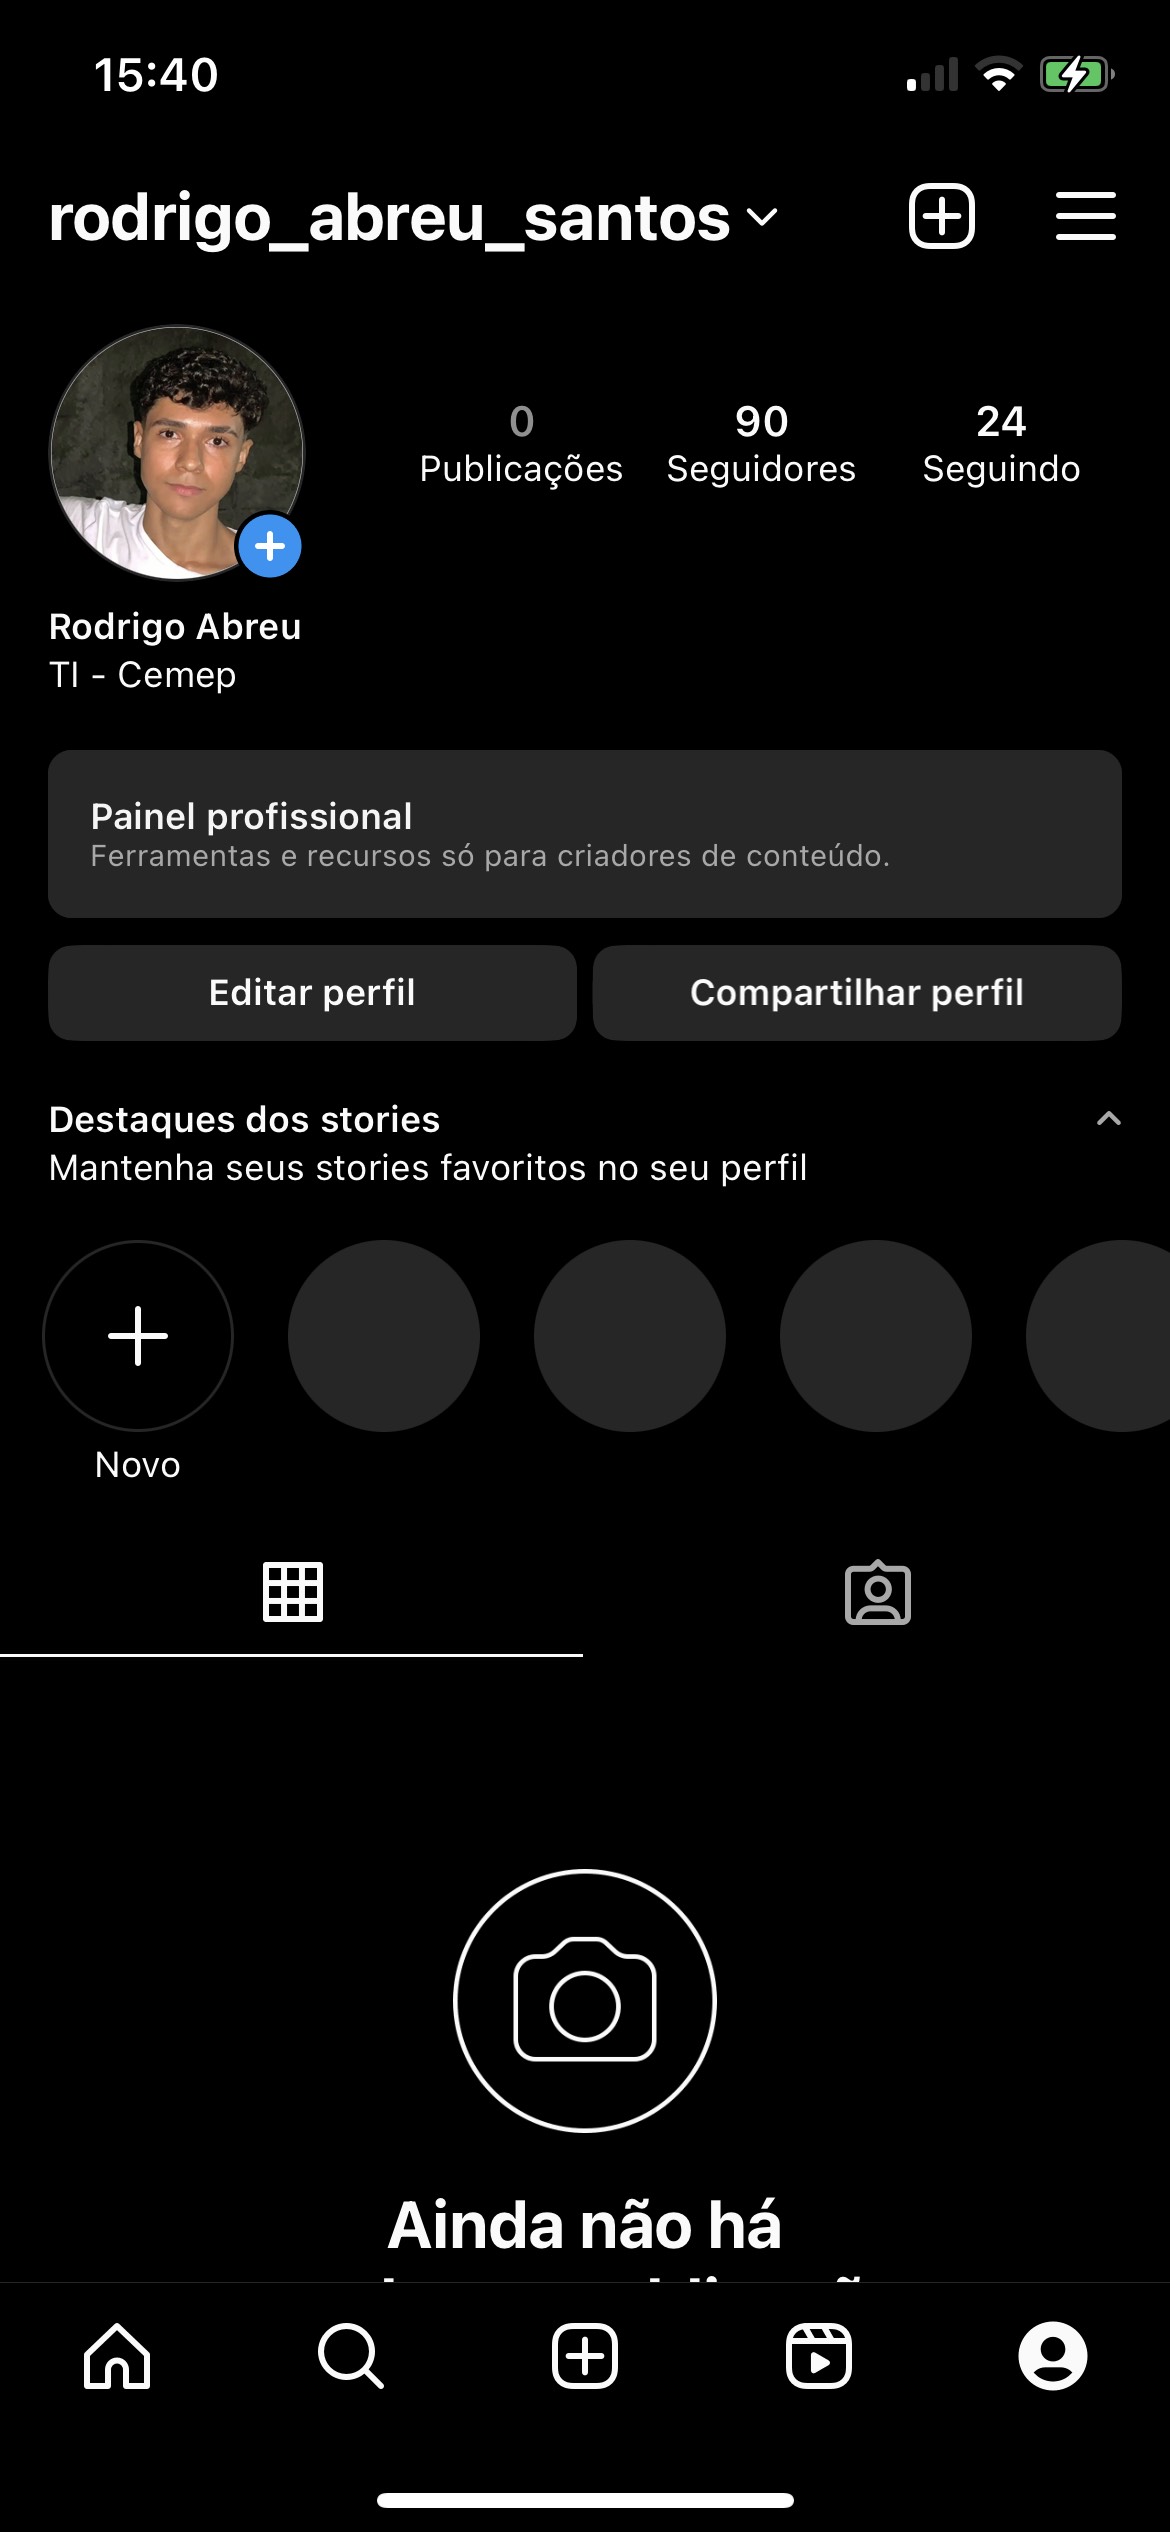 15:40
rodrigo_abreu_santos
0
Publicações
90
Seguidores
24
Seguindo
Rodrigo Abreu
TI - Cemep
Painel profissional
Ferramentas e recursos só para criadores de conteúdo.
Editar perfil
Compartilhar perfil
Destaques dos stories
Mantenha seus stories favoritos no seu perfil
Novo
Ainda não há